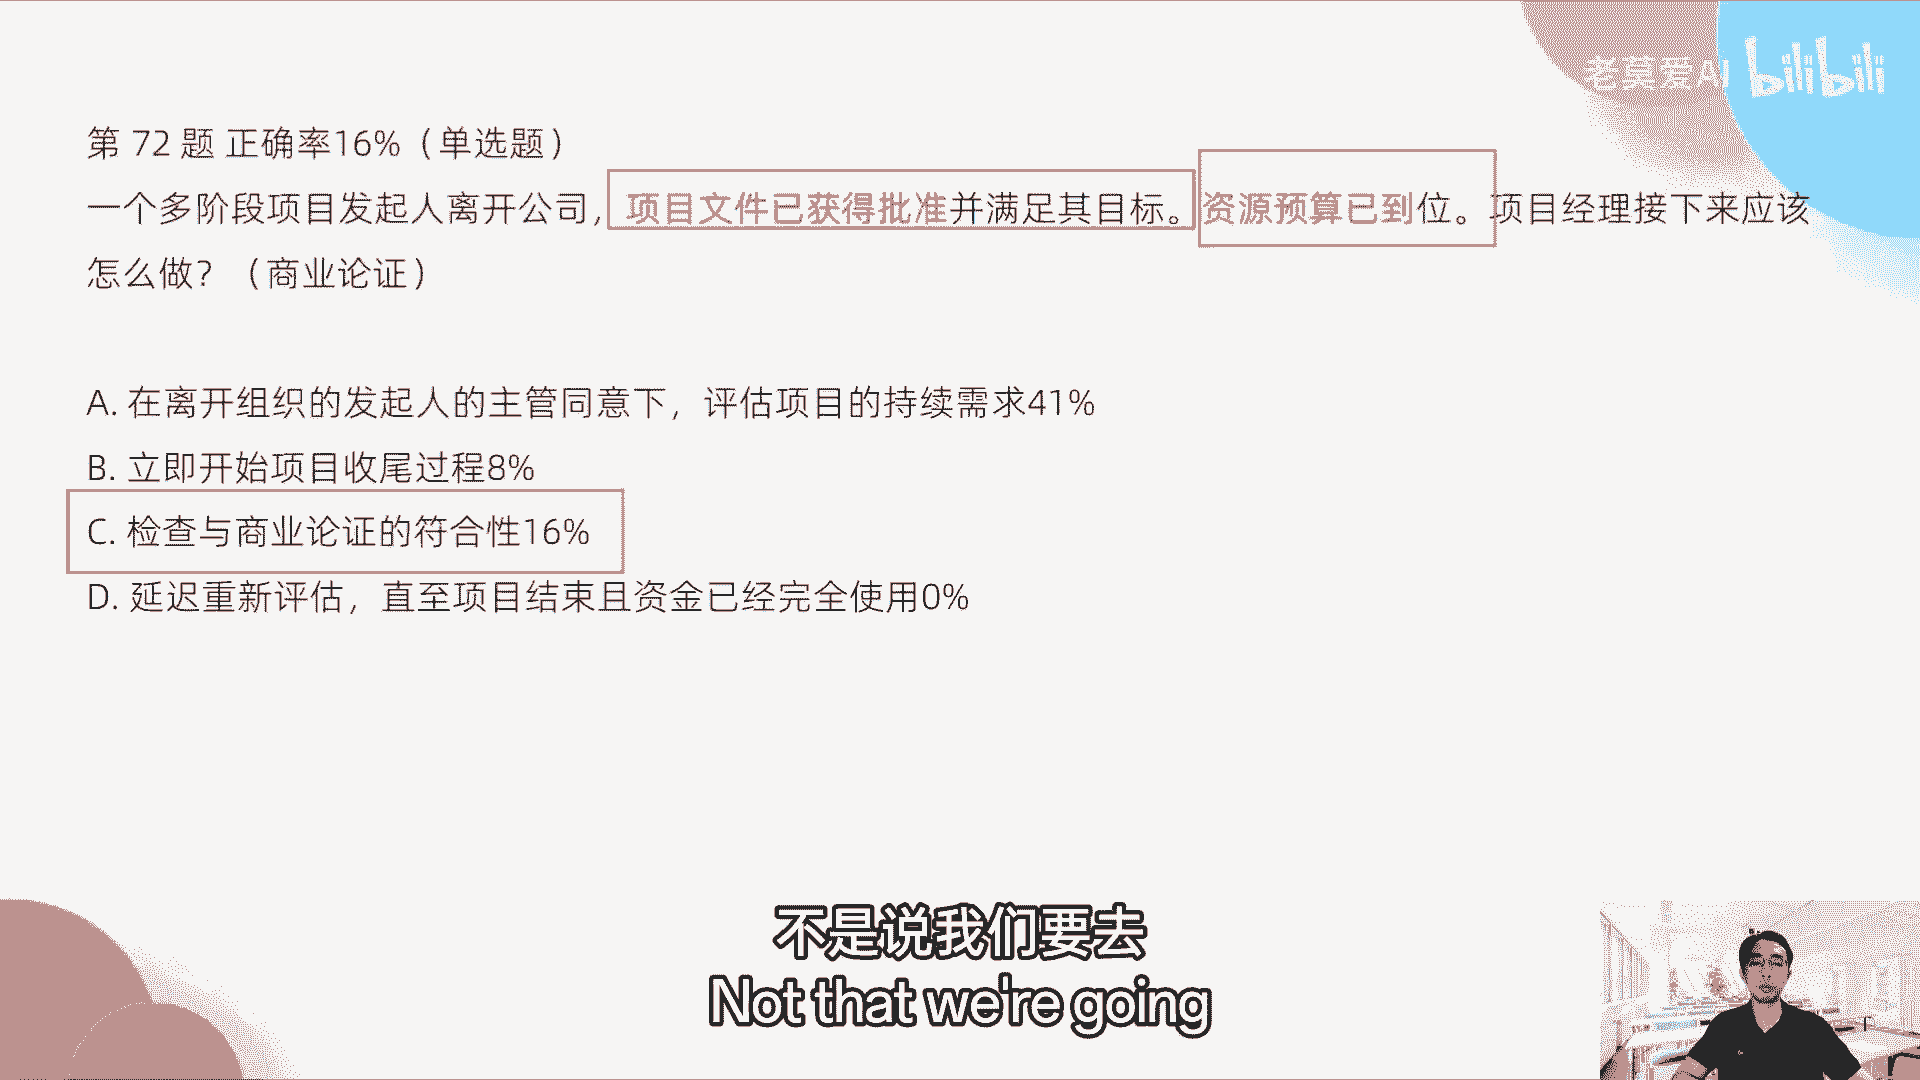 老莫爱AI bilibili
第 72 题 正确率16%（单选题）
一个多阶段项目发起人离开公司，项目文件已获得批准并满足其目标。资源预算已到位。项目经理接下来应该
怎么做？（商业论证）
A. 在离开组织的发起人的主管同意下，评估项目的持续需求41%
B. 立即开始项目收尾过程8%
C. 检查与商业论证的符合性16%
D. 延迟重新评估，直至项目结束且资金已经完全使用0%
不是说我们要去
Not that we're going